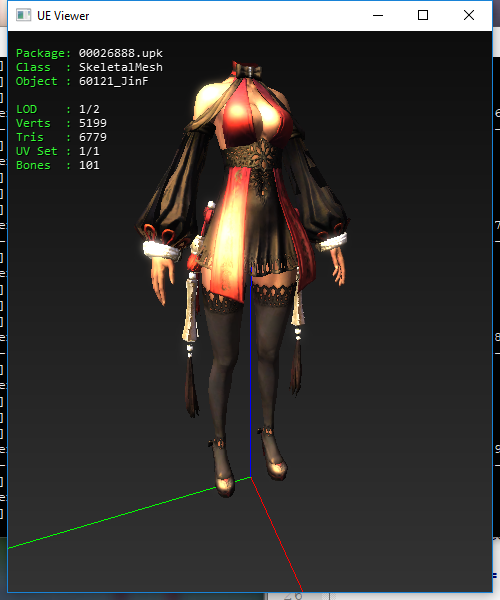 UE Viewer
Package: 00026888.upk
Class  : SkeletalMesh
Object : 60121_JinF
LOD    : 1/2
Verts  : 5199
Tris   : 6779
UV Set : 1/1
Bones  : 101